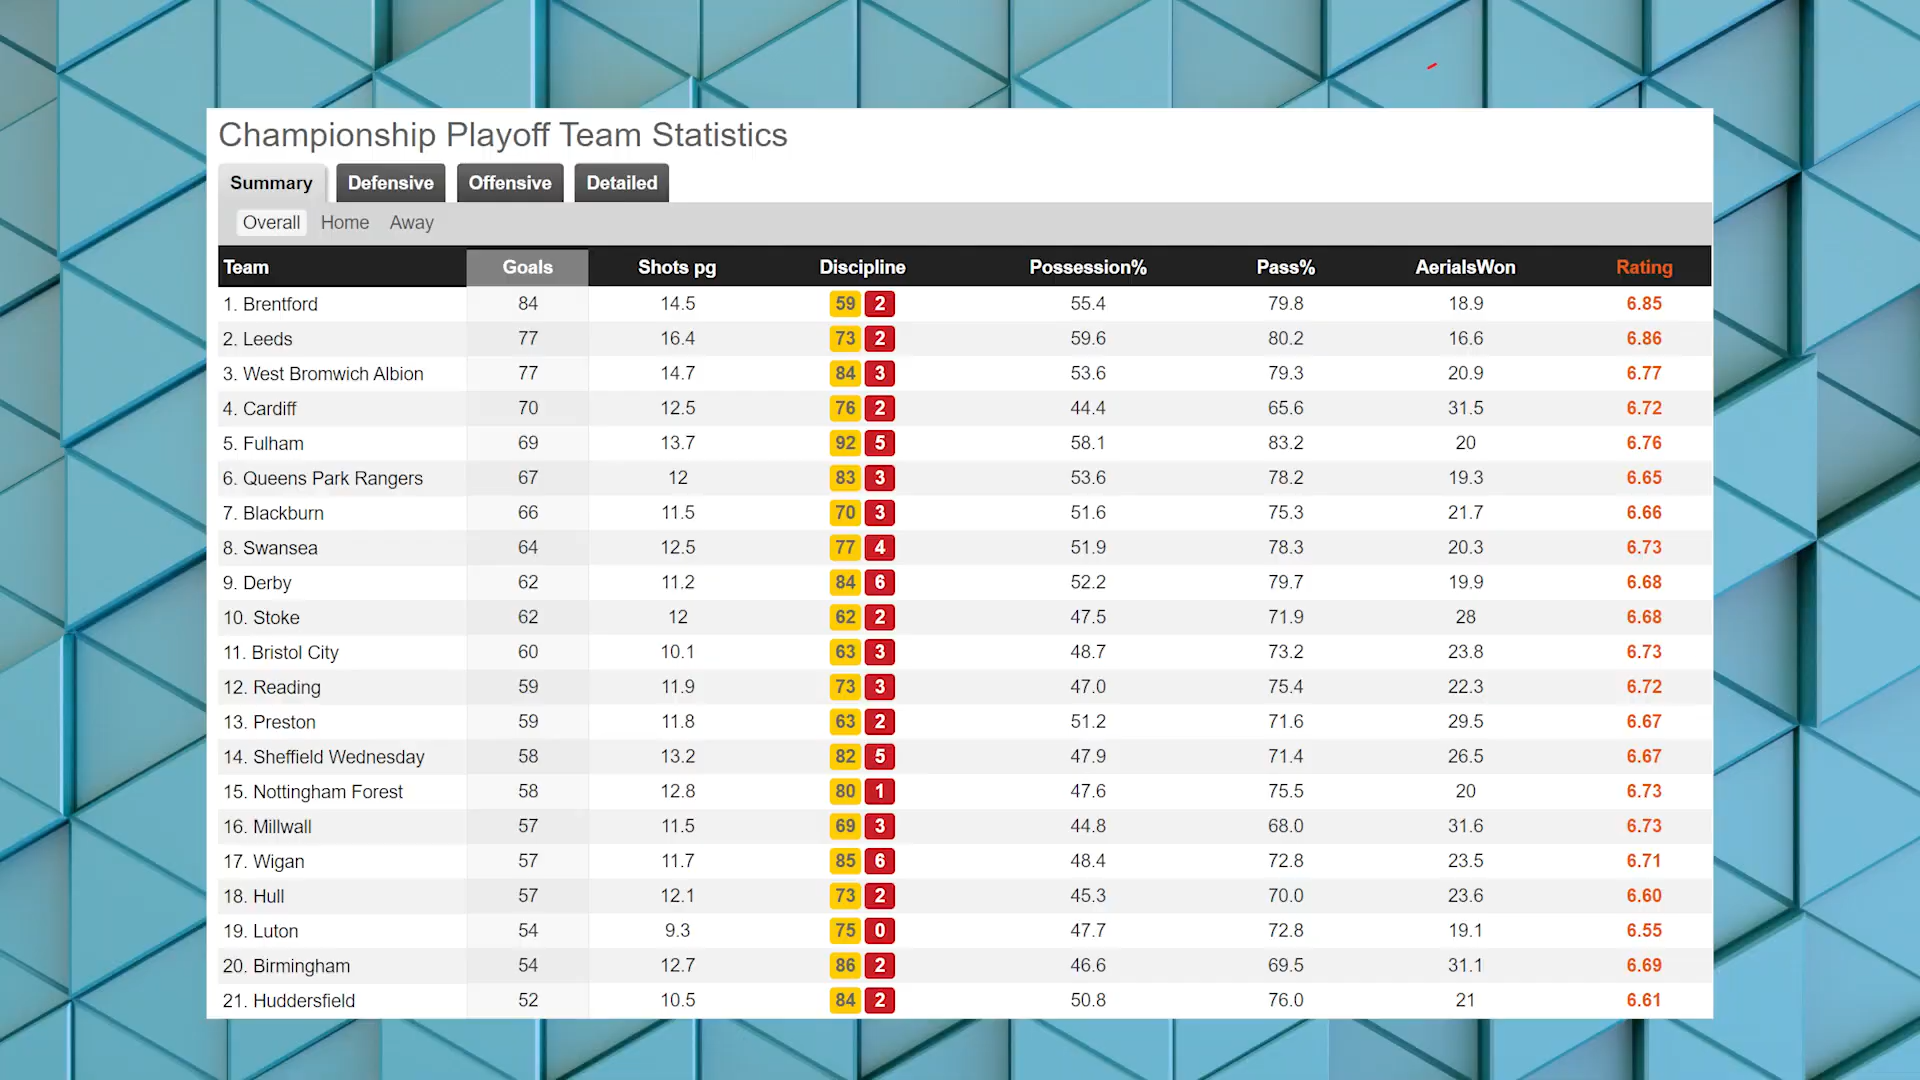 Championship Playoff Team Statistics
Summary Defensive Offensive Detailed
Overall Home Away
Team Goals Shots pg Discipline Possession% Pass% AerialsWon Rating
1. Brentford 84 14.5 59 2 55.4 79.8 18.9 6.85
2. Leeds 77 16.4 73 2 59.6 80.2 16.6 6.86
3. West Bromwich Albion 77 14.7 84 3 53.6 79.3 20.9 6.77
4. Cardiff 70 12.5 76 2 44.4 65.6 31.5 6.72
5. Fulham 69 13.7 92 5 58.1 83.2 20 6.76
6. Queens Park Rangers 67 12 83 3 53.6 78.2 19.3 6.65
7. Blackburn 66 11.5 70 3 51.6 75.3 21.7 6.66
8. Swansea 64 12.5 77 4 51.9 78.3 20.3 6.73
9. Derby 62 11.2 84 6 52.2 79.7 19.9 6.68
10. Stoke 62 12 62 2 47.5 71.9 28 6.68
11. Bristol City 60 10.1 63 3 48.7 73.2 23.8 6.73
12. Reading 59 11.9 73 3 47.0 75.4 22.3 6.72
13. Preston 59 11.8 63 2 51.2 71.6 29.5 6.67
14. Sheffield Wednesday 58 13.2 82 5 47.9 71.4 26.5 6.67
15. Nottingham Forest 58 12.8 80 1 47.6 75.5 20 6.73
16. Millwall 57 11.5 69 3 44.8 68.0 31.6 6.73
17. Wigan 57 11.7 85 6 48.4 72.8 23.5 6.71
18. Hull 57 12.1 73 2 45.3 70.0 23.6 6.60
19. Luton 54 9.3 75 0 47.7 72.8 19.1 6.55
20. Birmingham 54 12.7 86 2 46.6 69.5 31.1 6.69
21. Huddersfield 52 10.5 84 2 50.8 76.0 21 6.61